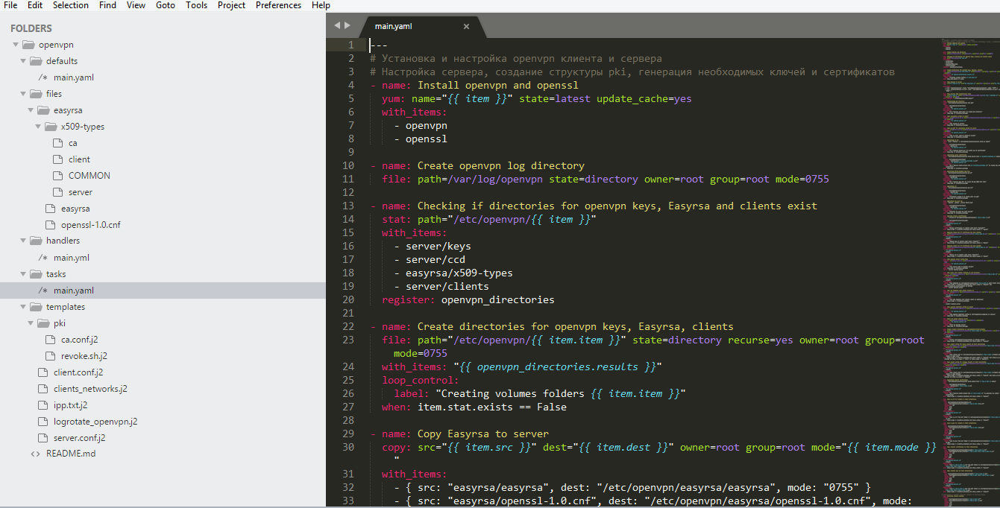 File Edit Selection Find View Goto Tools Project Preferences Help
FOLDERS
openvpn
defaults
/* main.yaml
files
easyrsa
x509-types
ca
client
COMMON
server
easyrsa
openssl-1.0.cnf
handlers
/* main.yml
tasks
/* main.yaml
templates
pki
ca.conf.j2
revoke.sh.j2
client.conf.j2
clients_networks.j2
ipp.txt.j2
logrotate_openvpn.j2
server.conf.j2
<> README.md
main.yaml ×
1 ---
2 # Установка и настройка openvpn клиента и сервера
3 # Настройка сервера, создание структуры pki, генерация необходимых ключей и сертификатов
4 - name: Install openvpn and openssl
5 yum: name="{{ item }}" state=latest update_cache=yes
6 with_items:
7 - openvpn
8 - openssl
9
10 - name: Create openvpn log directory
11 file: path=/var/log/openvpn state=directory owner=root group=root mode=0755
12
13 - name: Checking if directories for openvpn keys, Easyrsa and clients exist
14 stat: path="/etc/openvpn/{{ item }}"
15 with_items:
16 - server/keys
17 - server/ccd
18 - easyrsa/x509-types
19 - server/clients
20 register: openvpn_directories
21
22 - name: Create directories for openvpn keys, Easyrsa, clients
23 file: path="/etc/openvpn/{{ item.item }}" state=directory recurse=yes owner=root group=root
mode=0755
24 with_items: "{{ openvpn_directories.results }}"
25 loop_control:
26 label: "Creating volumes folders {{ item.item }}"
27 when: item.stat.exists == False
28
29 - name: Copy Easyrsa to server
30 copy: src="{{ item.src }}" dest="{{ item.dest }}" owner=root group=root mode="{{ item.mode }}
"
31 with_items:
32 - { src: "easyrsa/easyrsa", dest: "/etc/openvpn/easyrsa/easyrsa", mode: "0755" }
33 - { src: "easyrsa/openssl-1.0.cnf", dest: "/etc/openvpn/easyrsa/openssl-1.0.cnf", mode: